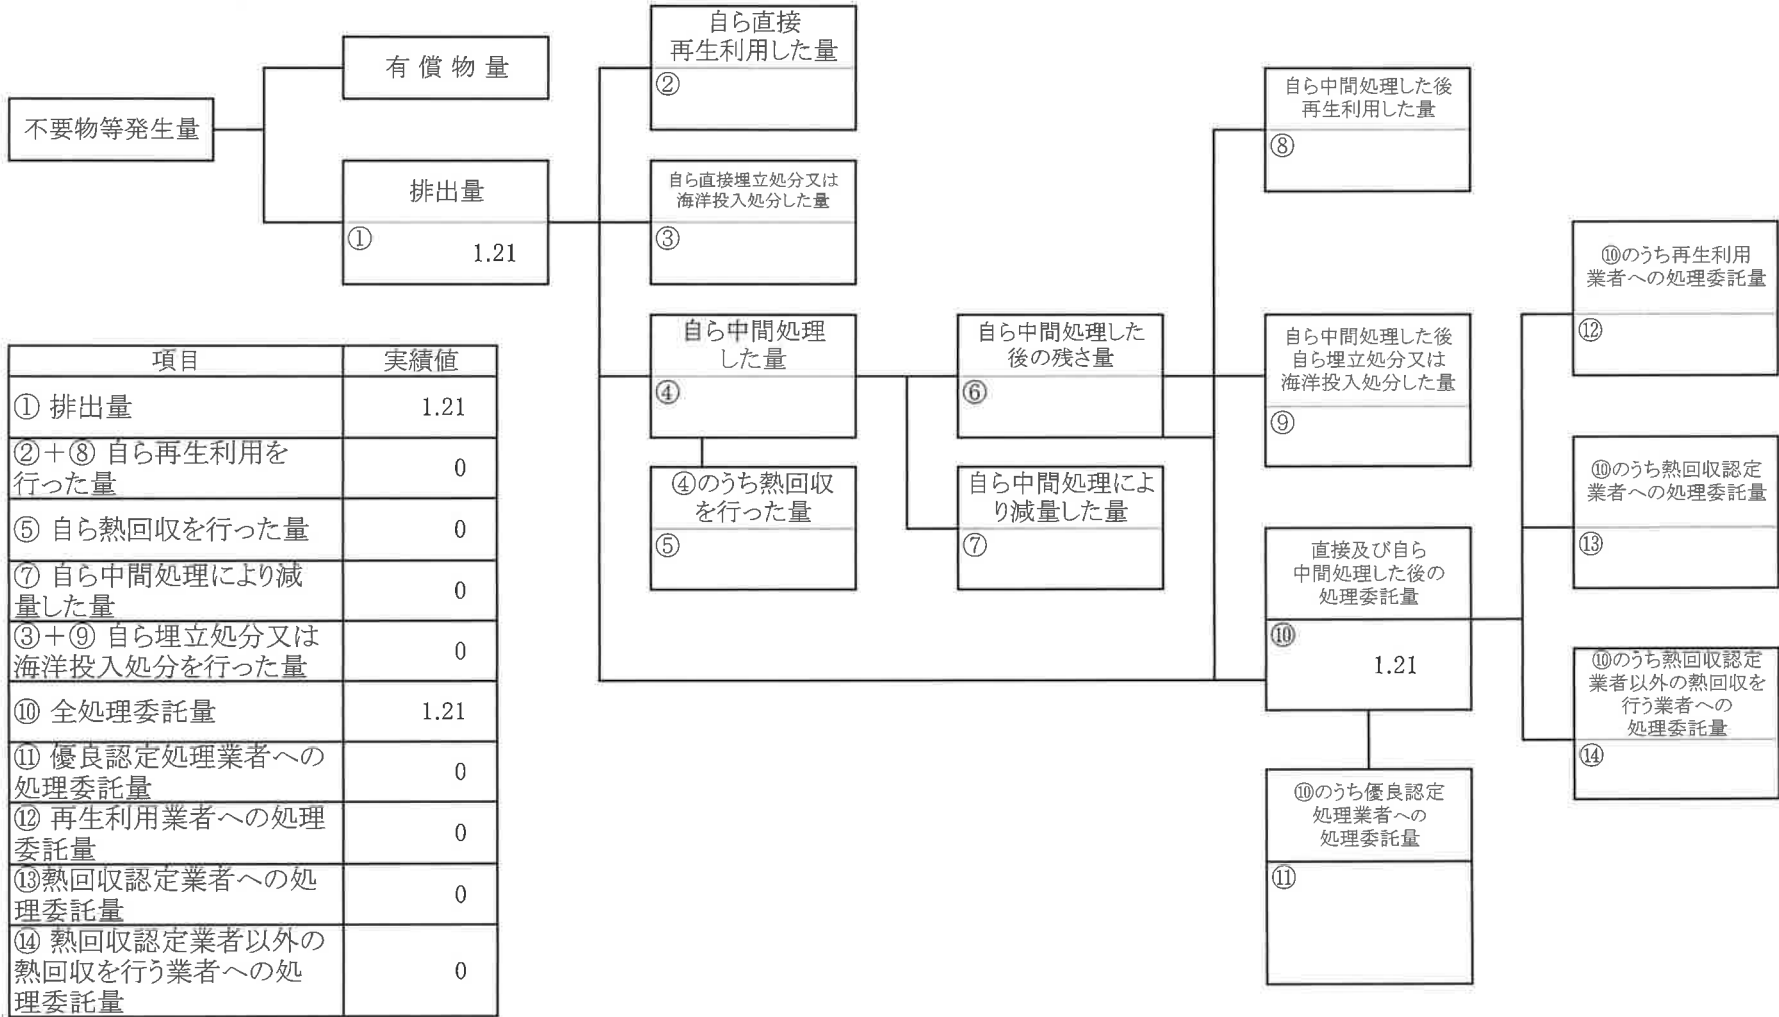 不要物等発生量
有償物量
排出量
①
1.21
自ら直接
再生利用した量
②
自ら直接埋立処分又は
海洋投入処分した量
③
自ら中間処理
した量
④
④のうち熱回収
を行った量
⑤
自ら中間処理した
後の残さ量
⑥
自ら中間処理によ
り減量した量
⑦
自ら中間処理した後
再生利用した量
⑧
自ら中間処理した後
自ら埋立処分又は
海洋投入処分した量
⑨
直接及び自ら
中間処理した後の
処理委託量
⑩
1.21
⑩のうち優良認定
処理業者への
処理委託量
⑪
⑩のうち再生利用
業者への処理委託量
⑫
⑩のうち熱回収認定
業者への処理委託量
⑬
⑩のうち熱回収認定
業者以外の熱回収を
行う業者への
処理委託量
⑭
項目 実績値
① 排出量 1.21
②+⑧ 自ら再生利用を
行った量 0
⑤ 自ら熱回収を行った量 0
⑦ 自ら中間処理により減
量した量 0
③+⑨ 自ら埋立処分又は
海洋投入処分を行った量 0
⑩ 全処理委託量 1.21
⑪ 優良認定処理業者への
処理委託量 0
⑫ 再生利用業者への処理
委託量 0
⑬熱回収認定業者への処
理委託量 0
⑭ 熱回収認定業者以外の
熱回収を行う業者への処 0
理委託量